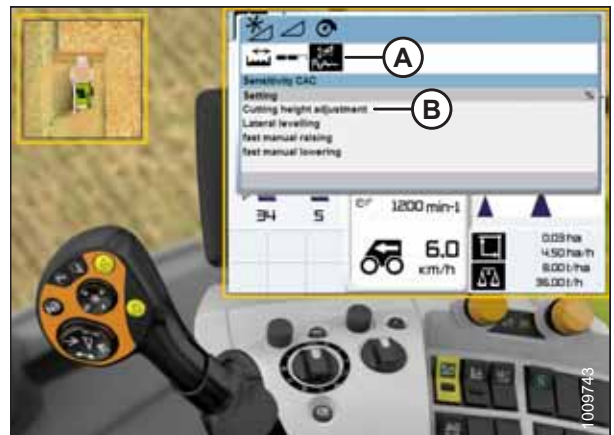 A
Sensitivity CAC
Setting %
Cutting height adjustment
B
Lateral levelling
fast manual raising
fast manual lowering
34 5
1200 min-1
6.0
km/h
0.03 ha
4.50 ha/h
8.00 t/ha
36.00 t/h
1009743